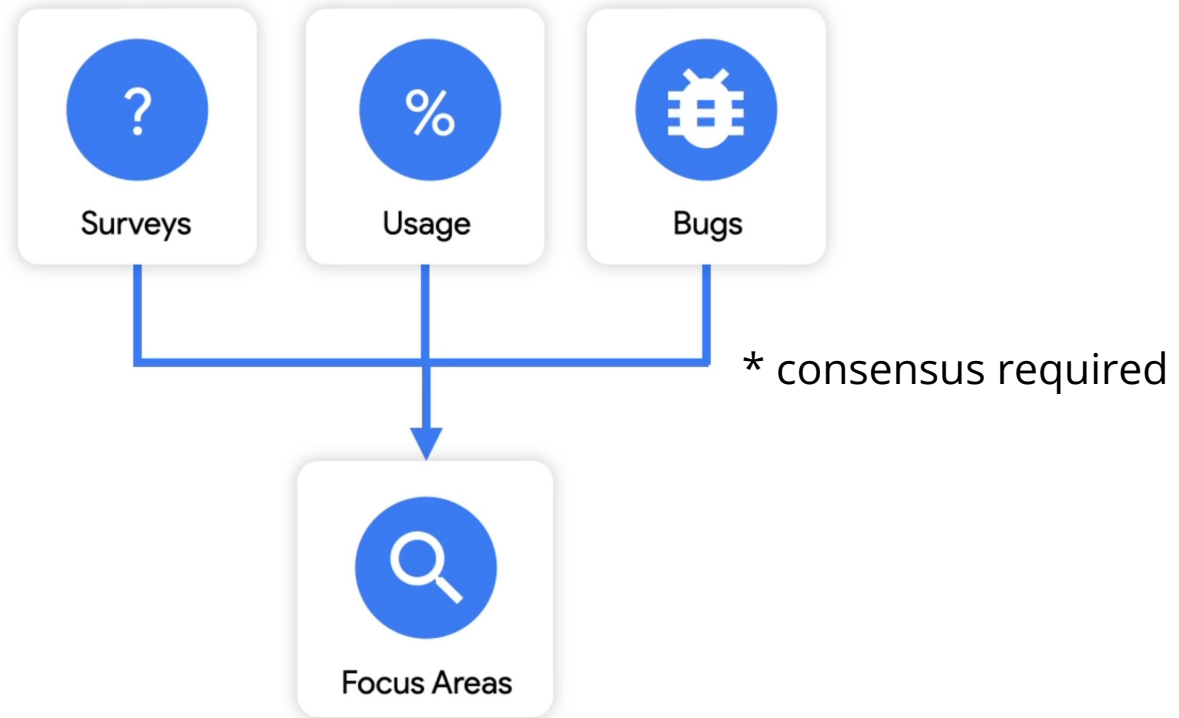 ?
%
Surveys
Usage
Bugs
* consensus required
Focus Areas